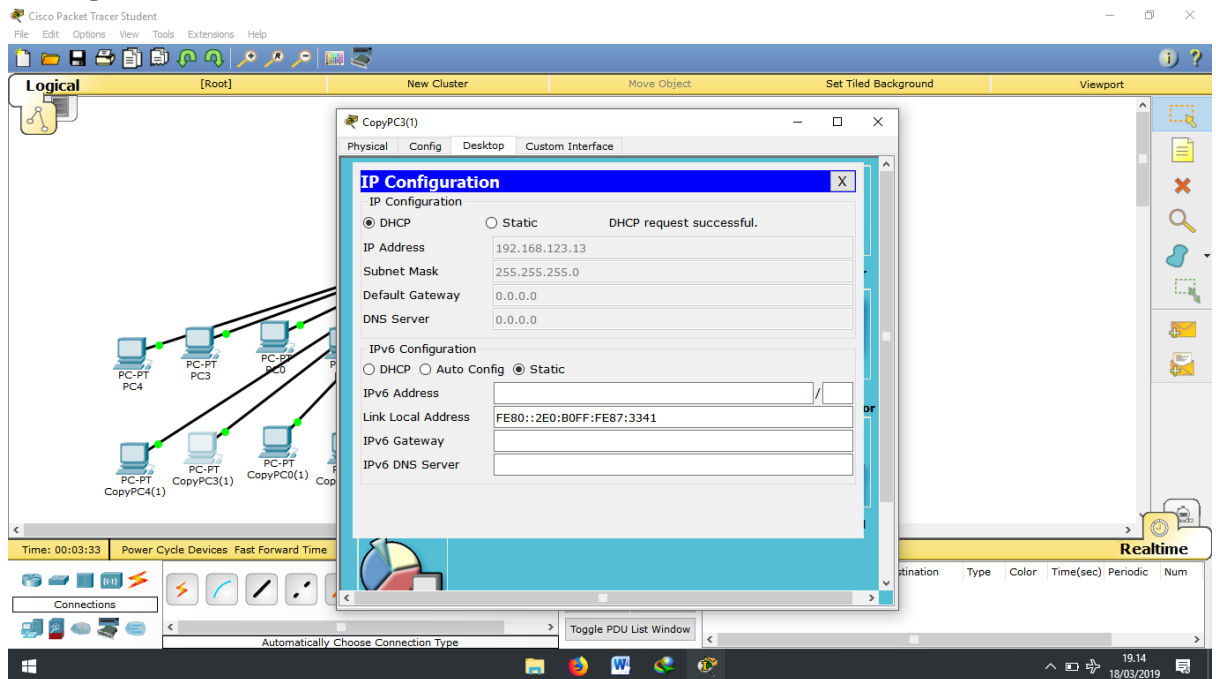 Cisco Packet Tracer Student
File Edit Options View Tools Extensions Help
Logical [Root] New Cluster Move Object Set Tiled Background Viewport
CopyPC3(1)
Physical Config Desktop Custom Interface
IP Configuration X
IP Configuration
DHCP Static DHCP request successful.
IP Address 192.168.123.13
Subnet Mask 255.255.255.0
Default Gateway 0.0.0.0
DNS Server 0.0.0.0
IPv6 Configuration
DHCP Auto Config Static
IPv6 Address /
Link Local Address FE80::2E0:B0FF:FE87:3341
IPv6 Gateway
IPv6 DNS Server
PC-PT
PC4
PC-PT
PC3
PC-PT
PC0
PC-PT
CopyPC4(1)
PC-PT
CopyPC3(1)
PC-PT
CopyPC0(1)
Time: 00:03:33 Power Cycle Devices Fast Forward Time Realtime
Connections
Automatically Choose Connection Type
Toggle PDU List Window
Type Color Time(sec) Periodic Num
19.14
18/03/2019